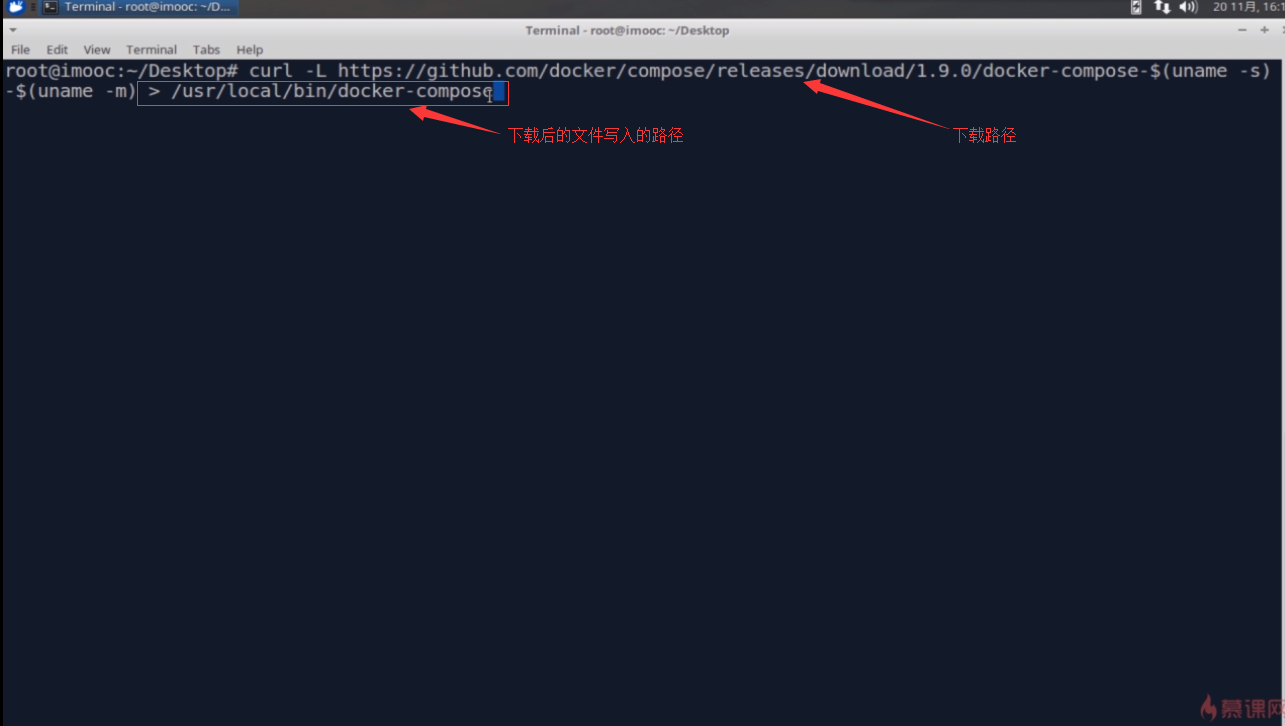 Terminal - root@imooc: ~/D...
20 11月, 16:1
Terminal - root@imooc: ~/Desktop
File Edit View Terminal Tabs Help
root@imooc:~/Desktop# curl -L https://github.com/docker/compose/releases/download/1.9.0/docker-compose-$(uname -s)
-$(uname -m) > /usr/local/bin/docker-compose
下载后的文件写入的路径
下载路径
慕课网